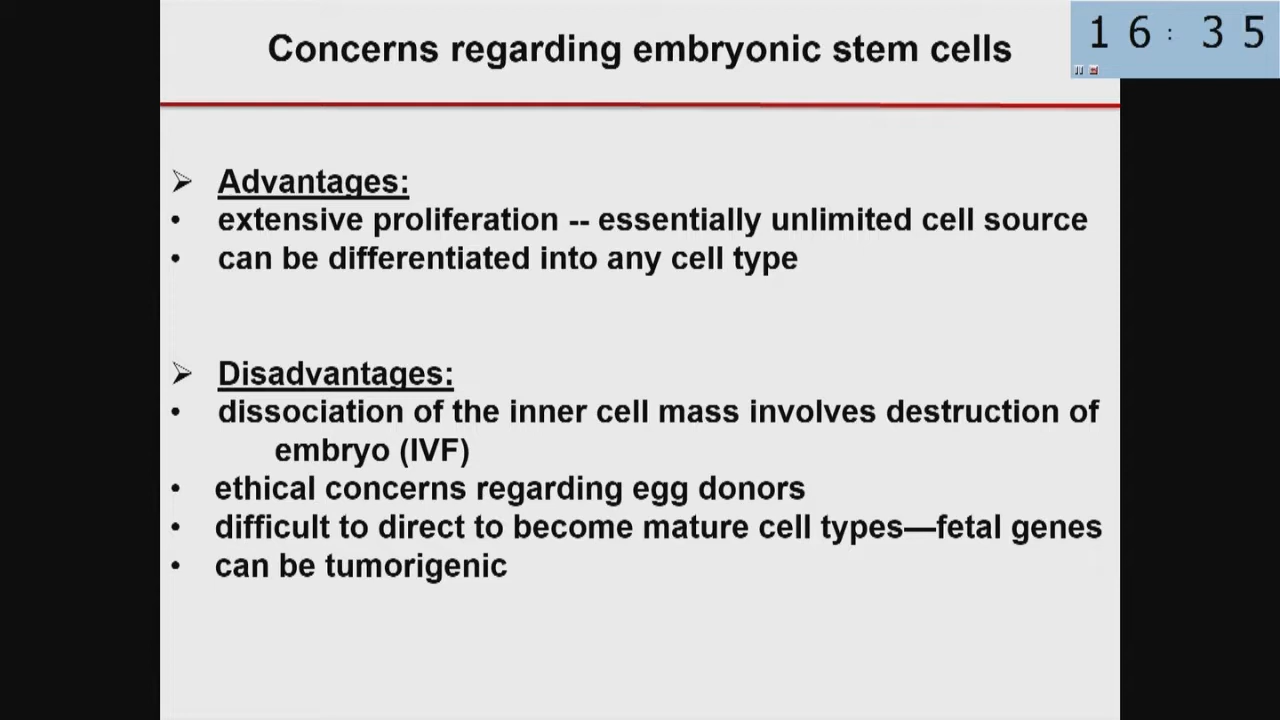 Concerns regarding embryonic stem cells
16:35
➢ Advantages:
• extensive proliferation -- essentially unlimited cell source
• can be differentiated into any cell type
➢ Disadvantages:
• dissociation of the inner cell mass involves destruction of
embryo (IVF)
• ethical concerns regarding egg donors
• difficult to direct to become mature cell types—fetal genes
• can be tumorigenic